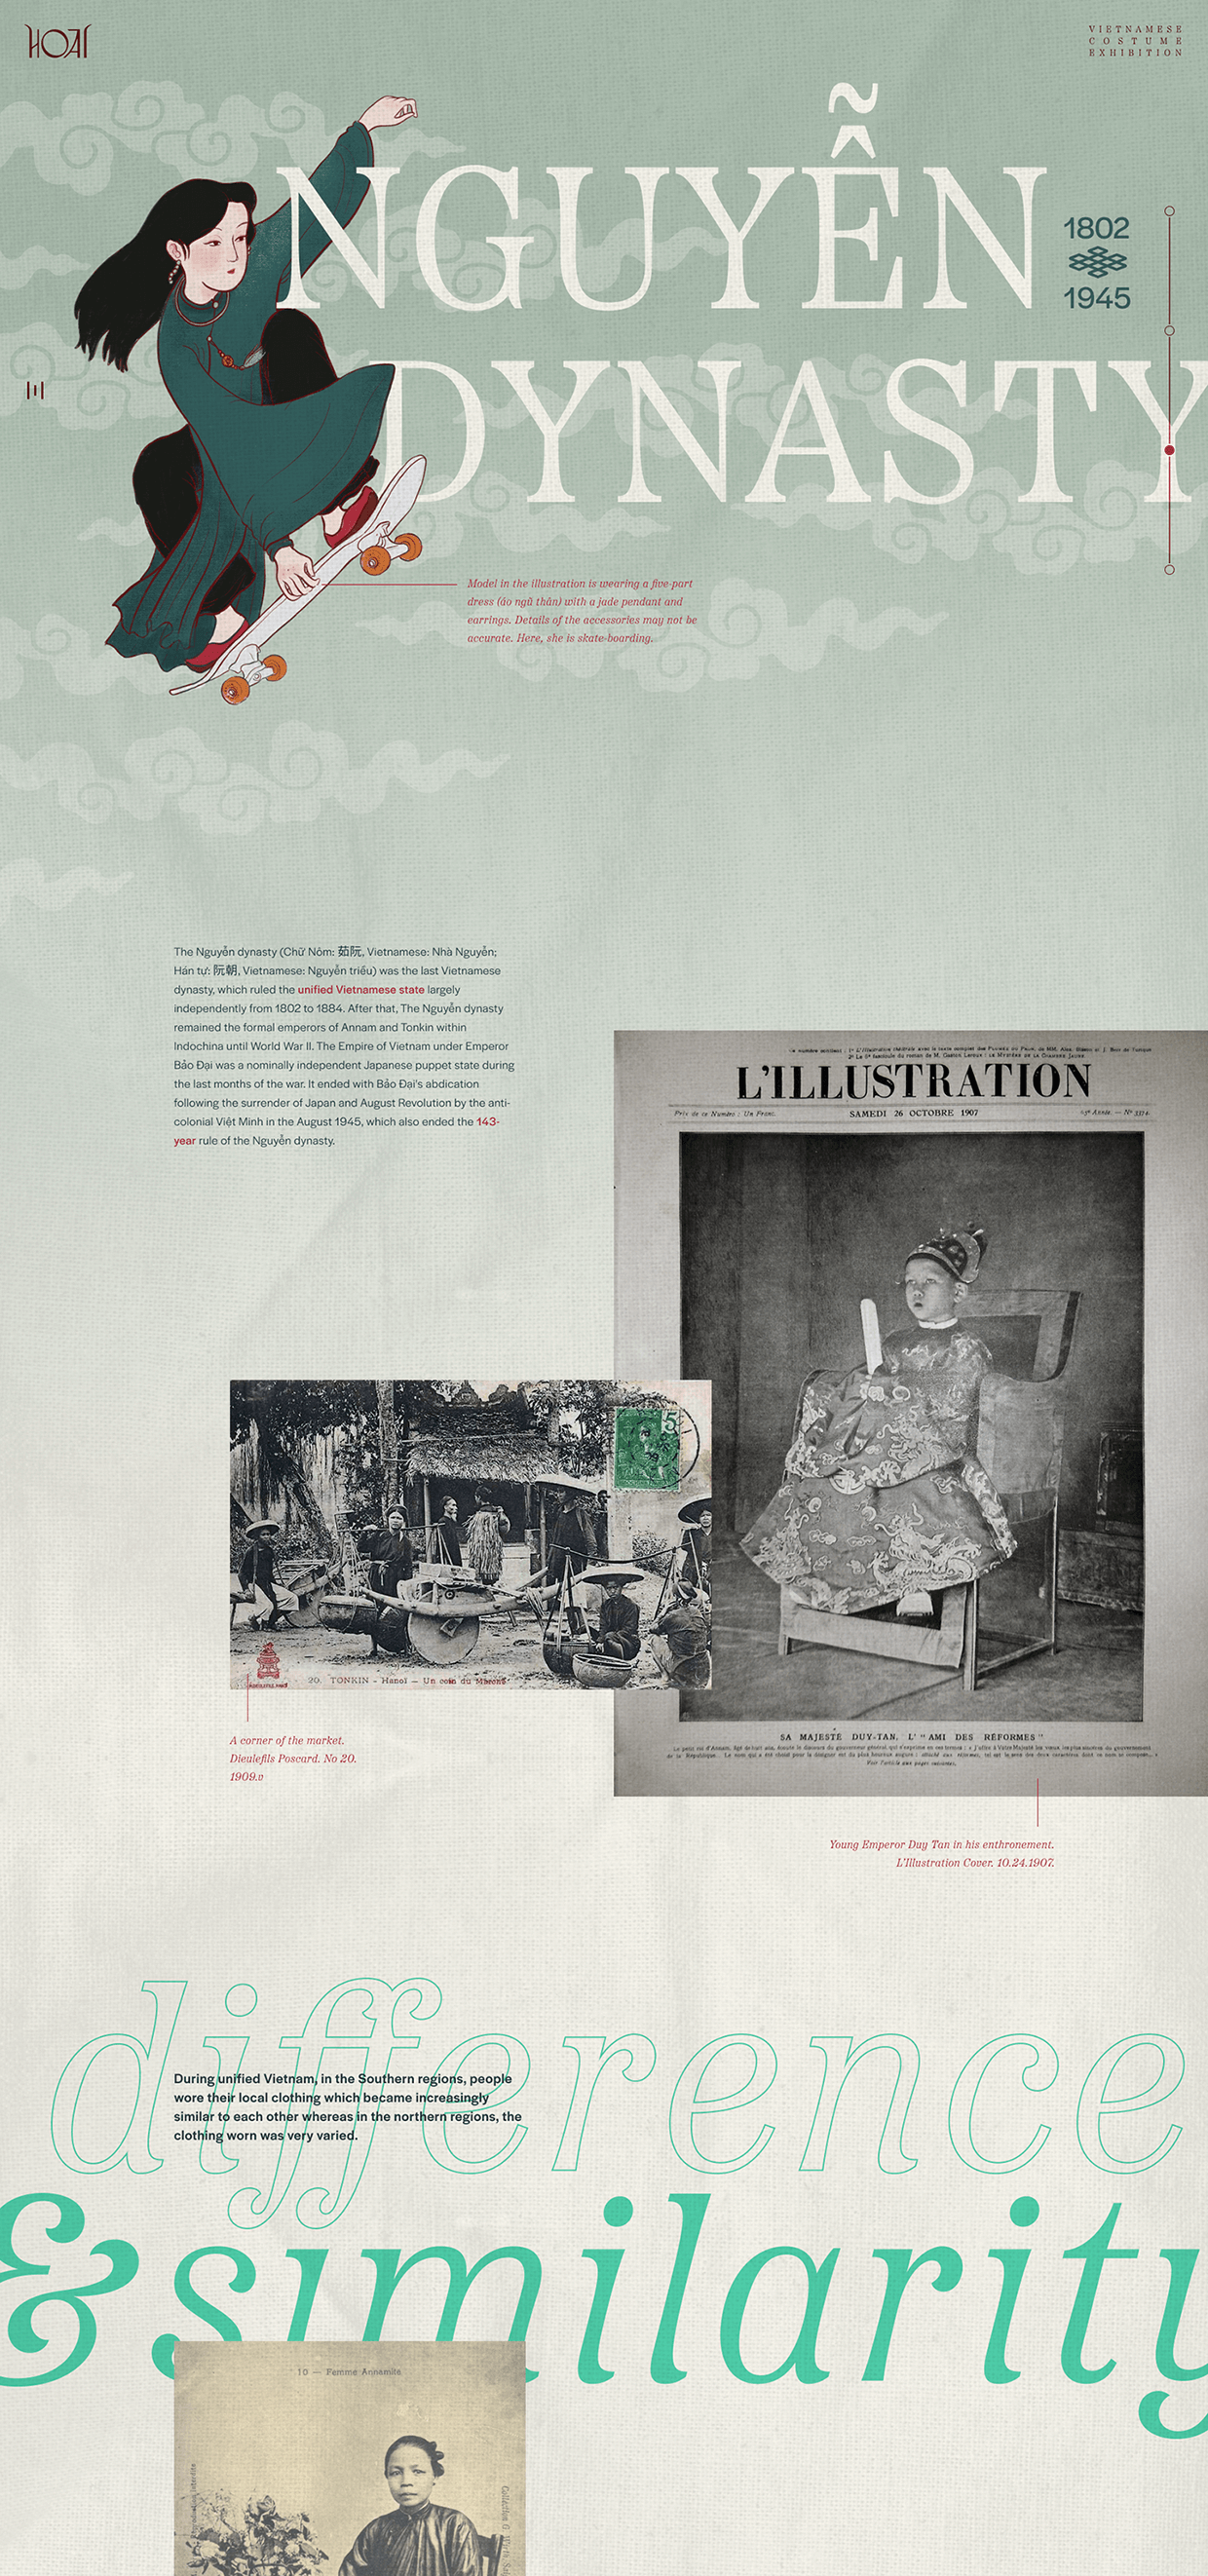 HOÀI
VIETNAMESE
COSTUME
EXHIBITION
NGUYỄN
1802
1945
DYNASTY
Model in the illustration is wearing a five-part
dress (áo ngũ thân) with a jade pendant and
earrings. Details of the accessories may not be
accurate. Here, she is skate-boarding.
The Nguyễn dynasty (Chữ Nôm: 茹阮, Vietnamese: Nhà Nguyễn;
Hán tự: 阮朝, Vietnamese: Nguyễn triều) was the last Vietnamese
dynasty, which ruled the unified Vietnamese state largely
independently from 1802 to 1884. After that, The Nguyễn dynasty
remained the formal emperors of Annam and Tonkin within
Indochina until World War II. The Empire of Vietnam under Emperor
Bảo Đại was a nominally independent Japanese puppet state during
the last months of the war. It ended with Bảo Đại's abdication
following the surrender of Japan and August Revolution by the anti-
colonial Việt Minh in the August 1945, which also ended the 143-
year rule of the Nguyễn dynasty.
L'ILLUSTRATION
Prix de ce Numéro : Un Franc.
SAMEDI 26 OCTOBRE 1907
5
20. TONKIN - Hanoï - Un coin du Marché
SA MAJESTÉ DUY-TAN, L' "AMI DES RÉFORMES"
Voir l'article aux pages suivantes.
A corner of the market.
Dieulefils Poscard. No 20.
1909.v
Young Emperor Duy Tan in his enthronement.
L'Illustration Cover. 10.24.1907.
difference
During unified Vietnam, in the Southern regions, people
wore their local clothing which became increasingly
similar to each other whereas in the northern regions, the
clothing worn was very varied.
&similarity
10 — Femme Annamite